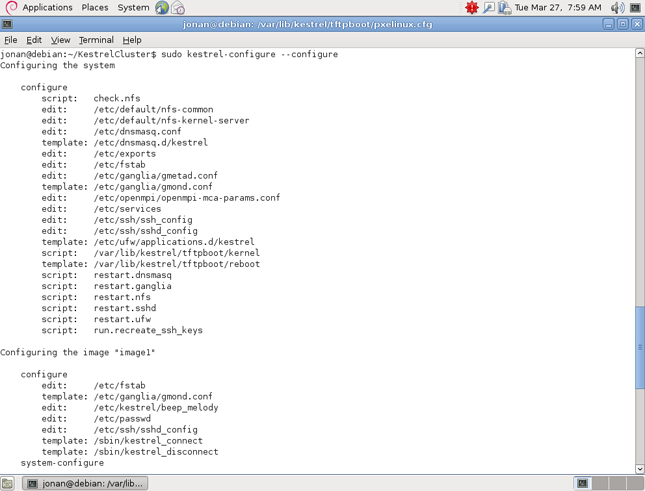 Applications Places System Tue Mar 27, 7:59 AM
jonan@debian: /var/lib/kestrel/tftpboot/pxelinux.cfg
File Edit View Terminal Help
jonan@debian:~/KestrelCluster$ sudo kestrel-configure --configure
Configuring the system
configure
script: check.nfs
edit: /etc/default/nfs-common
edit: /etc/default/nfs-kernel-server
edit: /etc/dnsmasq.conf
template: /etc/dnsmasq.d/kestrel
edit: /etc/exports
edit: /etc/fstab
edit: /etc/ganglia/gmetad.conf
template: /etc/ganglia/gmond.conf
edit: /etc/openmpi/openmpi-mca-params.conf
edit: /etc/services
edit: /etc/ssh/ssh_config
edit: /etc/ssh/sshd_config
template: /etc/ufw/applications.d/kestrel
script: /var/lib/kestrel/tftpboot/kernel
template: /var/lib/kestrel/tftpboot/reboot
script: restart.dnsmasq
script: restart.ganglia
script: restart.nfs
script: restart.sshd
script: restart.ufw
script: run.recreate_ssh_keys
Configuring the image "image1"
configure
edit: /etc/fstab
template: /etc/ganglia/gmond.conf
edit: /etc/kestrel/beep_melody
edit: /etc/passwd
edit: /etc/ssh/sshd_config
template: /sbin/kestrel_connect
template: /sbin/kestrel_disconnect
system-configure
jonan@debian: /var/lib...